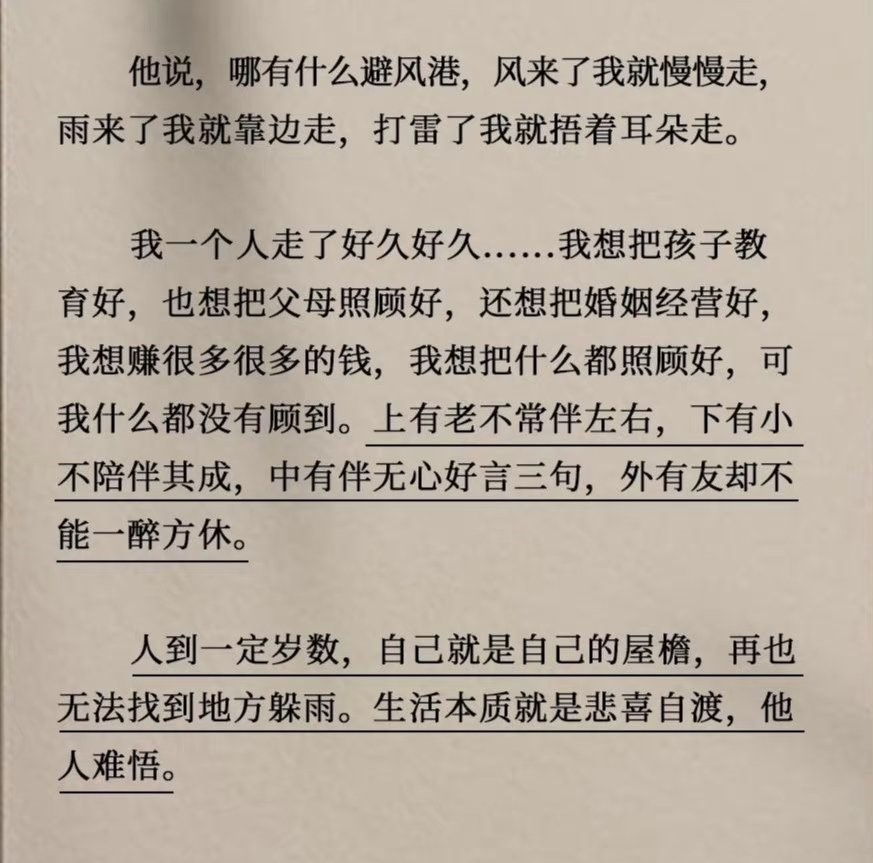 他说，哪有什么避风港，风来了我就慢慢走，
雨来了我就靠边走，打雷了我就捂着耳朵走。
我一个人走了好久好久……我想把孩子教
育好，也想把父母照顾好，还想把婚姻经营好，
我想赚很多很多的钱，我想把什么都照顾好，可
我什么都没有顾到。上有老不常伴左右，下有小
不陪伴其成，中有伴无心好言三句，外有友却不
能一醉方休。
人到一定岁数，自己就是自己的屋檐，再也
无法找到地方躲雨。生活本质就是悲喜自渡，他
人难悟。